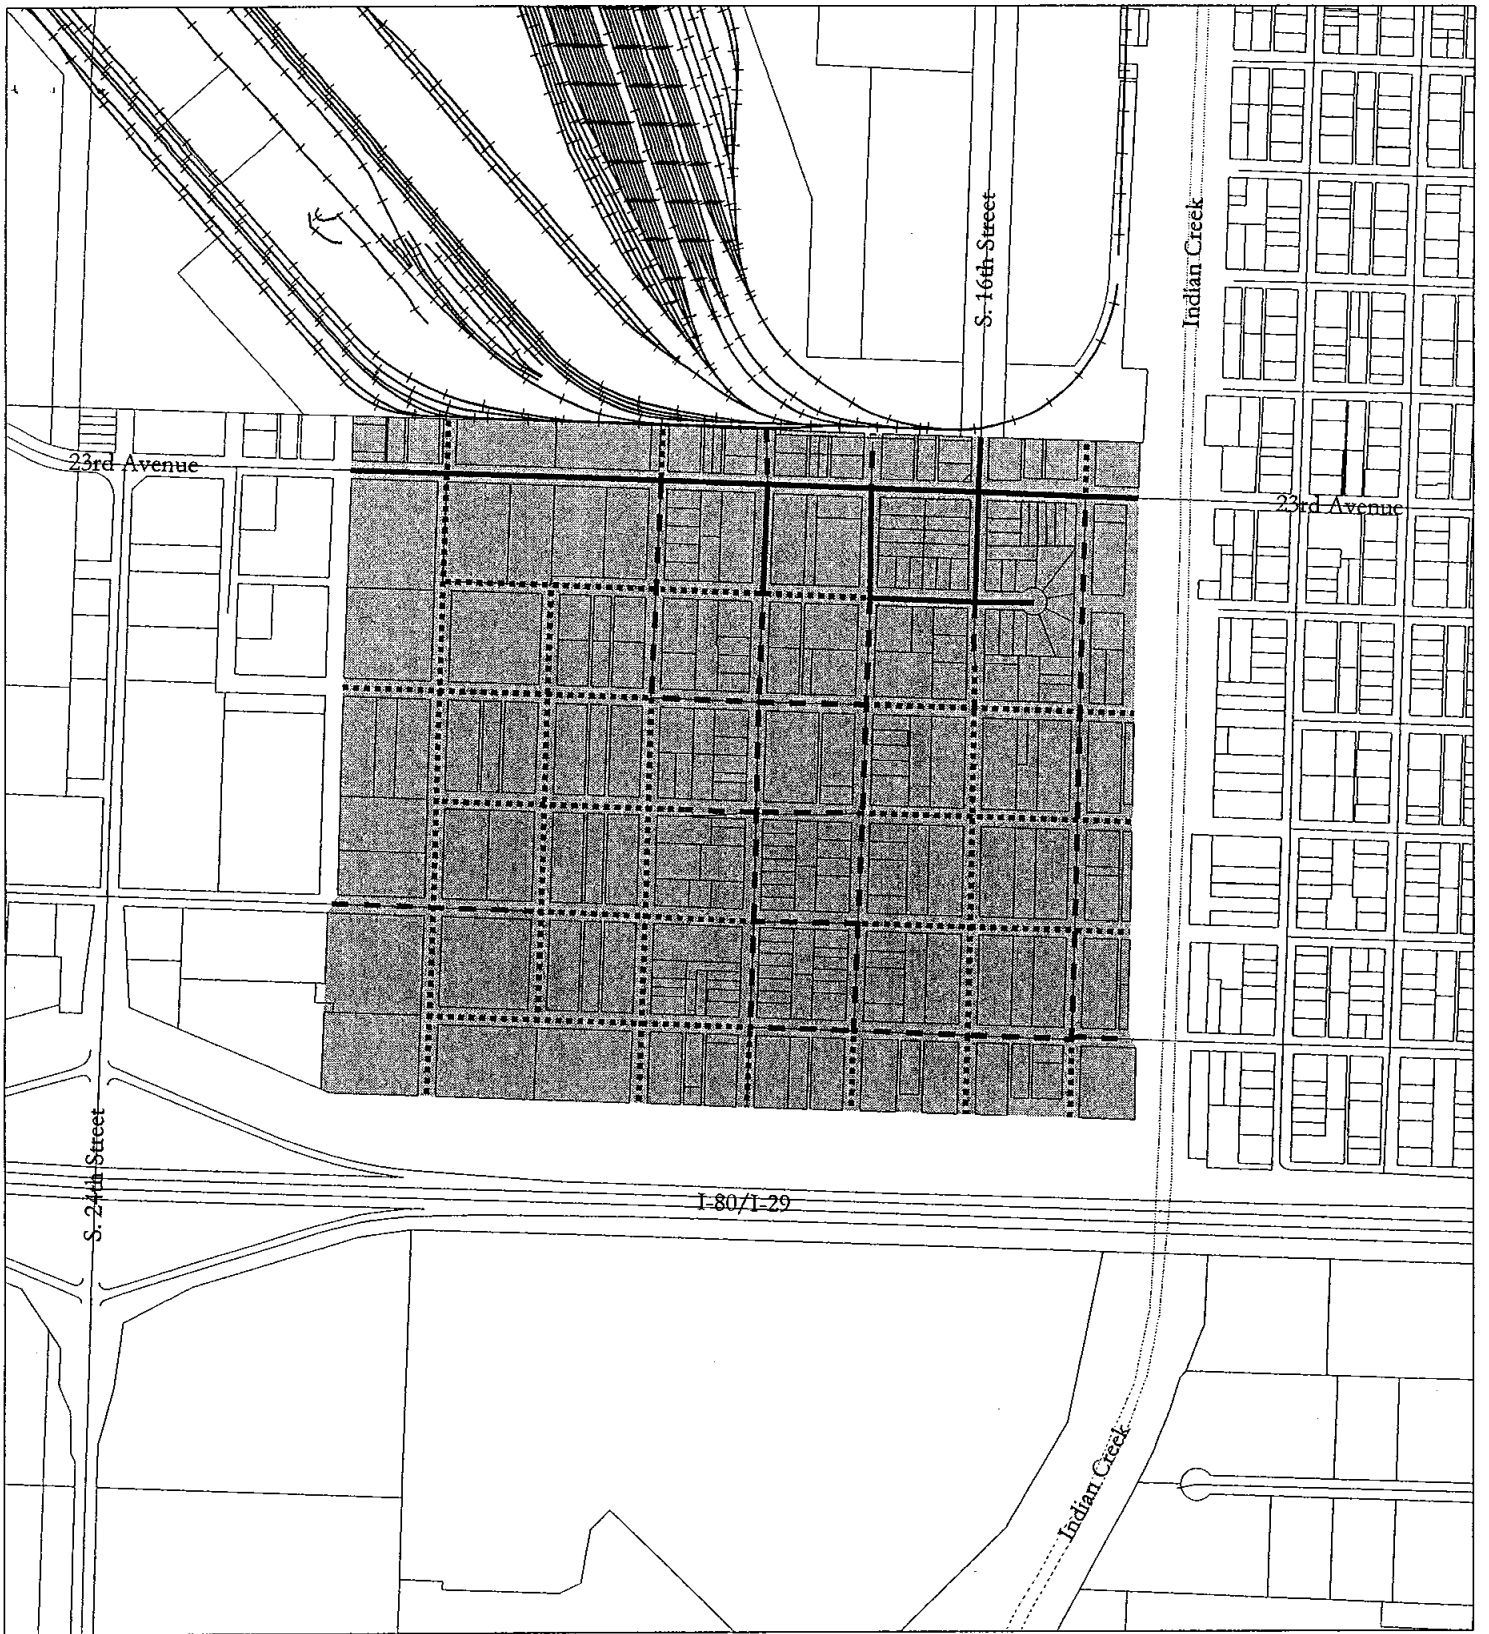 S. 16th Street
Indian Creek
23rd Avenue
23rd Avenue
S. 24th Street
I-80/I-29
Indian Creek